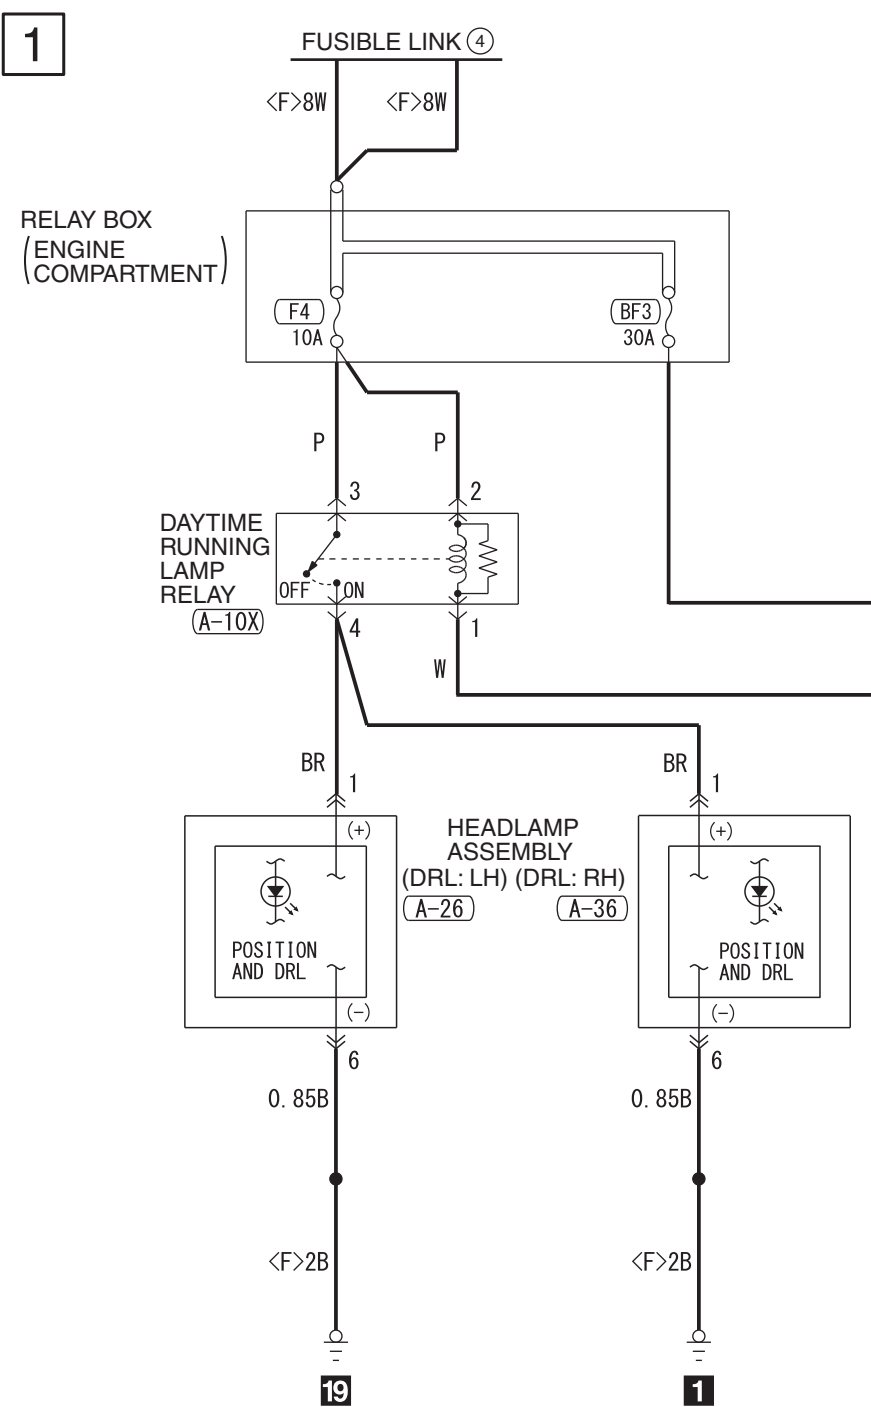 1
FUSIBLE LINK 4
<F>8W <F>8W
RELAY BOX
(ENGINE
COMPARTMENT)
F4 BF3
10A 30A
P P
3 2
DAYTIME
RUNNING
LAMP
RELAY
OFF ON
(A-10X)
4 1
W
BR BR
1 1
(+) (+)
HEADLAMP
ASSEMBLY
(DRL: LH) (DRL: RH)
A-26 A-36
POSITION
AND DRL
POSITION
AND DRL
(-) (-)
6 6
0.85B 0.85B
<F>2B <F>2B
19 1